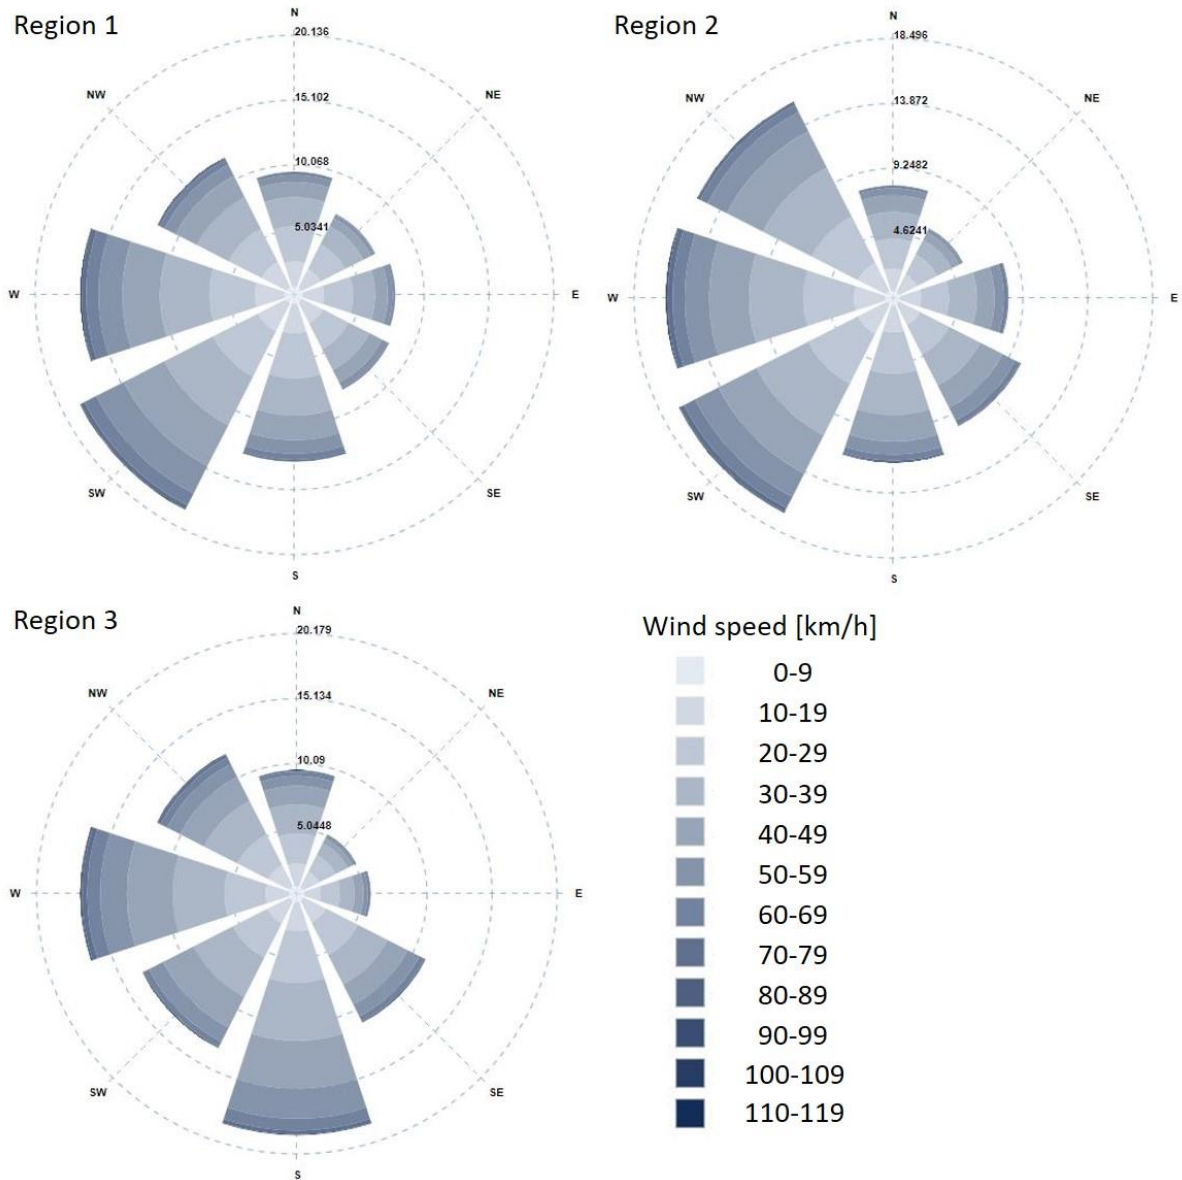 Region 1
N
20.136
NW
NE
15.102
10.068
5.0341
W
E
SW
SE
S
Region 2
N
18.496
NW
NE
13.872
9.2482
4.6241
W
E
SW
SE
S
Region 3
N
20.179
NW
NE
15.134
10.09
5.0448
W
E
SW
SE
S
Wind speed [km/h]
0-9
10-19
20-29
30-39
40-49
50-59
60-69
70-79
80-89
90-99
100-109
110-119